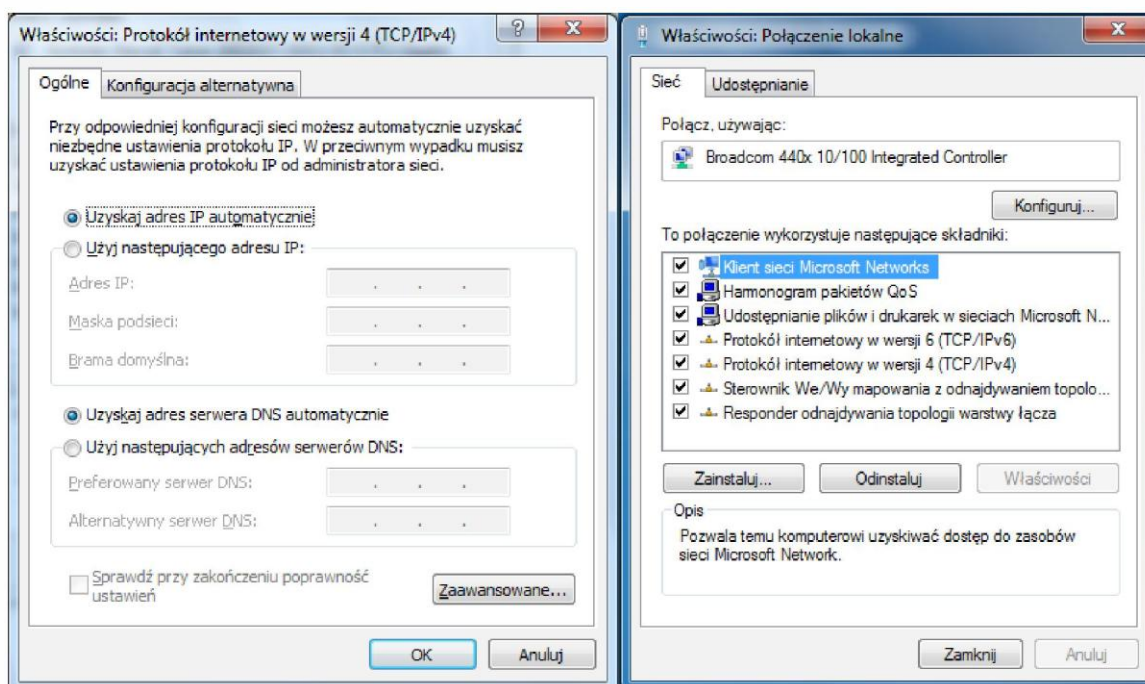 Właściwości: Protokół internetowy w wersji 4 (TCP/IPv4)
Ogólne
Konfiguracja alternatywna
Przy odpowiedniej konfiguracji sieci możesz automatycznie uzyskać
niezbędne ustawienia protokołu IP. W przeciwnym wypadku musisz
uzyskać ustawienia protokołu IP od administratora sieci.
Uzyskaj adres IP automatycznie
Użyj następującego adresu IP:
Adres IP:
Maska podsieci:
Brama domyślna:
Uzyskaj adres serwera DNS automatycznie
Użyj następujących adresów serwerów DNS:
Preferowany serwer DNS:
Alternatywny serwer DNS:
Sprawdź przy zakończeniu poprawność
ustawień
Zaawansowane...
OK
Anuluj
Właściwości: Połączenie lokalne
Sieć
Udostępnianie
Połącz, używając:
Broadcom 440x 10/100 Integrated Controller
Konfiguruj...
To połączenie wykorzystuje następujące składniki:
Klient sieci Microsoft Networks
Harmonogram pakietów QoS
Udostępnianie plików i drukarek w sieciach Microsoft N...
Protokół internetowy w wersji 6 (TCP/IPv6)
Protokół internetowy w wersji 4 (TCP/IPv4)
Sterownik We/Wy mapowania z odnajdywaniem topolo...
Responder odnajdywania topologii warstwy łącza
Zainstaluj...
Odinstaluj
Właściwości
Opis
Pozwala temu komputerowi uzyskiwać dostęp do zasobów
sieci Microsoft Network.
Zamknij
Anuluj